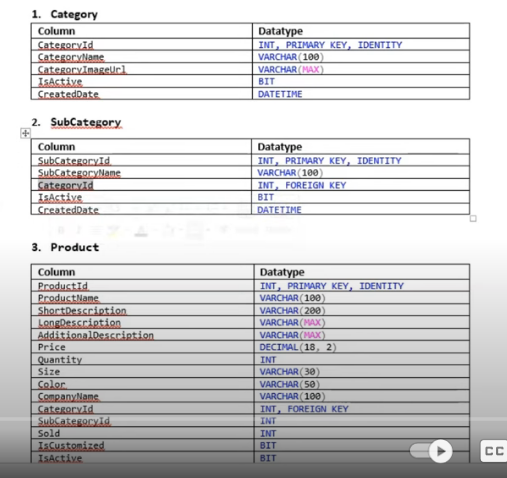 1. Category
Column Datatype
CategoryId INT, PRIMARY KEY, IDENTITY
CategoryName VARCHAR(100)
CategoryImageUrl VARCHAR(MAX)
IsActive BIT
CreatedDate DATETIME
2. SubCategory
Column Datatype
SubCategoryId INT, PRIMARY KEY, IDENTITY
SubCategoryName VARCHAR(100)
CategoryId INT, FOREIGN KEY
IsActive BIT
CreatedDate DATETIME
3. Product
Column Datatype
ProductId INT, PRIMARY KEY, IDENTITY
ProductName VARCHAR(100)
ShortDescription VARCHAR(200)
LongDescription VARCHAR(MAX)
AdditionalDescription VARCHAR(MAX)
Price DECIMAL(18, 2)
Quantity INT
Size VARCHAR(30)
Color VARCHAR(50)
CompanyName VARCHAR(100)
CategoryId INT, FOREIGN KEY
SubCategoryId INT
Sold INT
IsCustomized BIT
IsActive BIT
CC